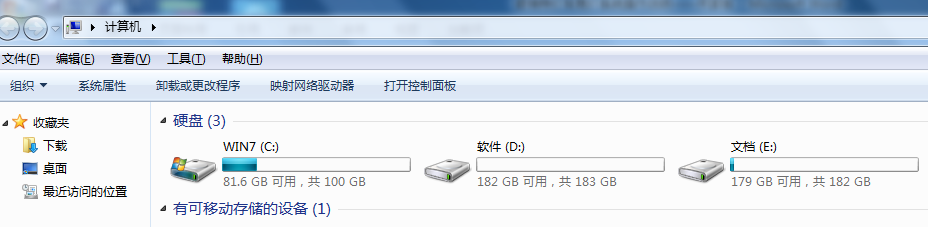 计算机
文件(F) 编辑(E) 查看(V) 工具(T) 帮助(H)
组织 系统属性 卸载或更改程序 映射网络驱动器 打开控制面板
收藏夹
下载
桌面
最近访问的位置
硬盘 (3)
WIN7 (C:)
81.6 GB 可用，共 100 GB
软件 (D:)
182 GB 可用，共 183 GB
文档 (E:)
179 GB 可用，共 182 GB
有可移动存储的设备 (1)